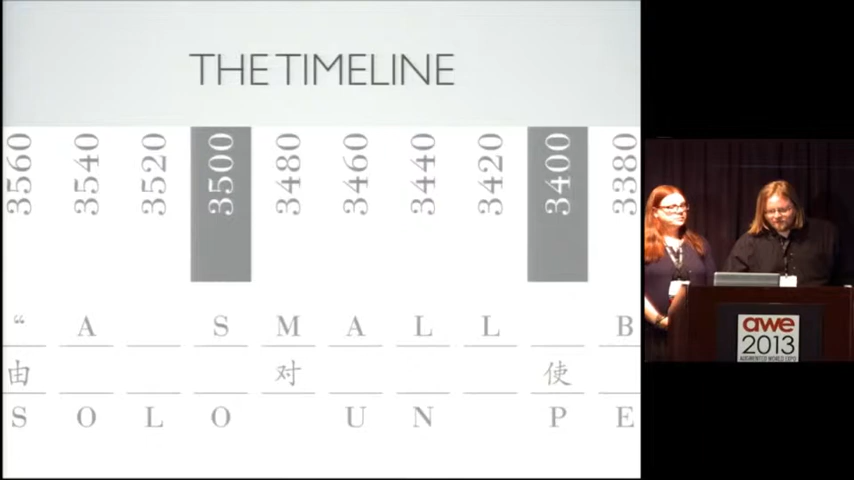 THE TIMELINE
3560 3540 3520 3500 3480 3460 3440 3420 3400 3380
“ A S M A L L B
由 对 使
S O L O U N P E
awe
2013
AUGMENTED WORLD EXPO